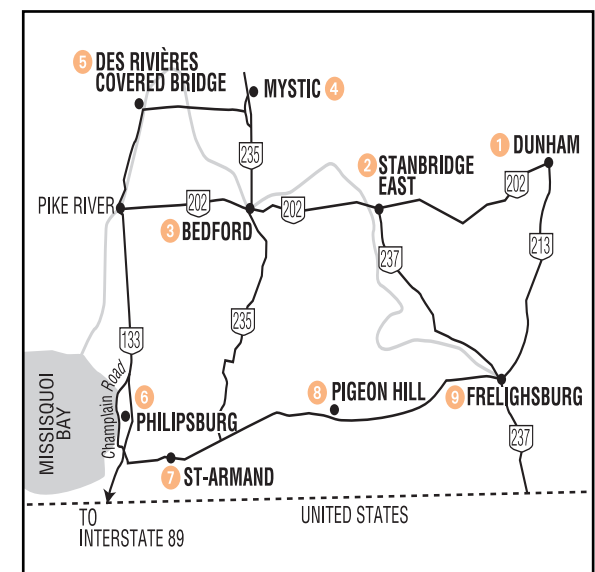 5 DES RIVIÈRES
COVERED BRIDGE
MYSTIC 4
1 DUNHAM
235
2 STANBRIDGE
EAST
202
PIKE RIVER
202
202
3 BEDFORD
237
213
235
133
Champlain Road
MISSISQUOI
BAY
6
PHILIPSBURG
8 PIGEON HILL
9 FRELIGHSBURG
237
7 ST-ARMAND
TO
INTERSTATE 89
UNITED STATES